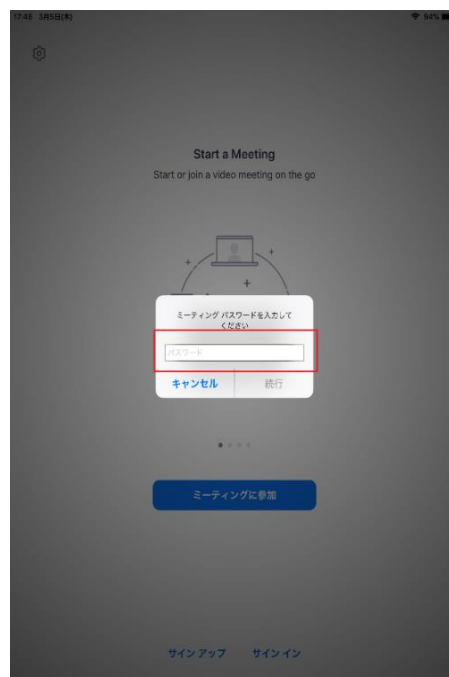 17:48 3月5日(木)
94%
Start a Meeting
Start or join a video meeting on the go
ミーティング パスワードを入力して
ください
パスワード
キャンセル
続行
ミーティングに参加
サインアップ
サインイン